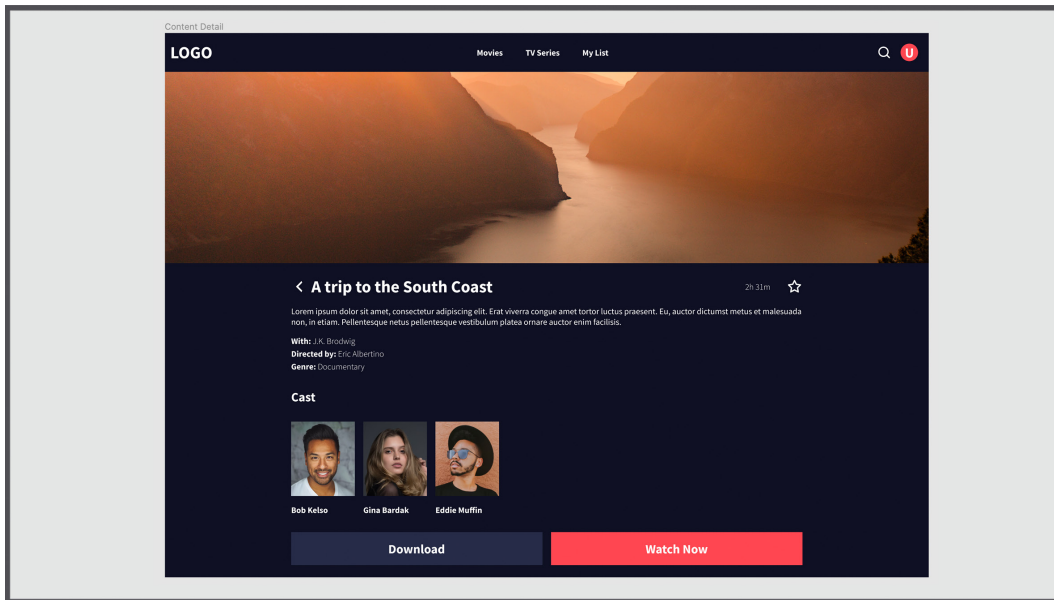 Content Detail
LOGO
Movies TV Series My List
U
A trip to the South Coast
2h 31m
Lorem ipsum dolor sit amet, consectetur adipiscing elit. Erat viverra congue amet tortor luctus praesent. Eu, auctor dictumst metus et malesuada
non, in etiam. Pellentesque netus pellentesque vestibulum platea ornare auctor enim facilisis.
With: J.K. Brodwig
Directed by: Eric Albertino
Genre: Documentary
Cast
Bob Kelso Gina Bardak Eddie Muffin
Download Watch Now